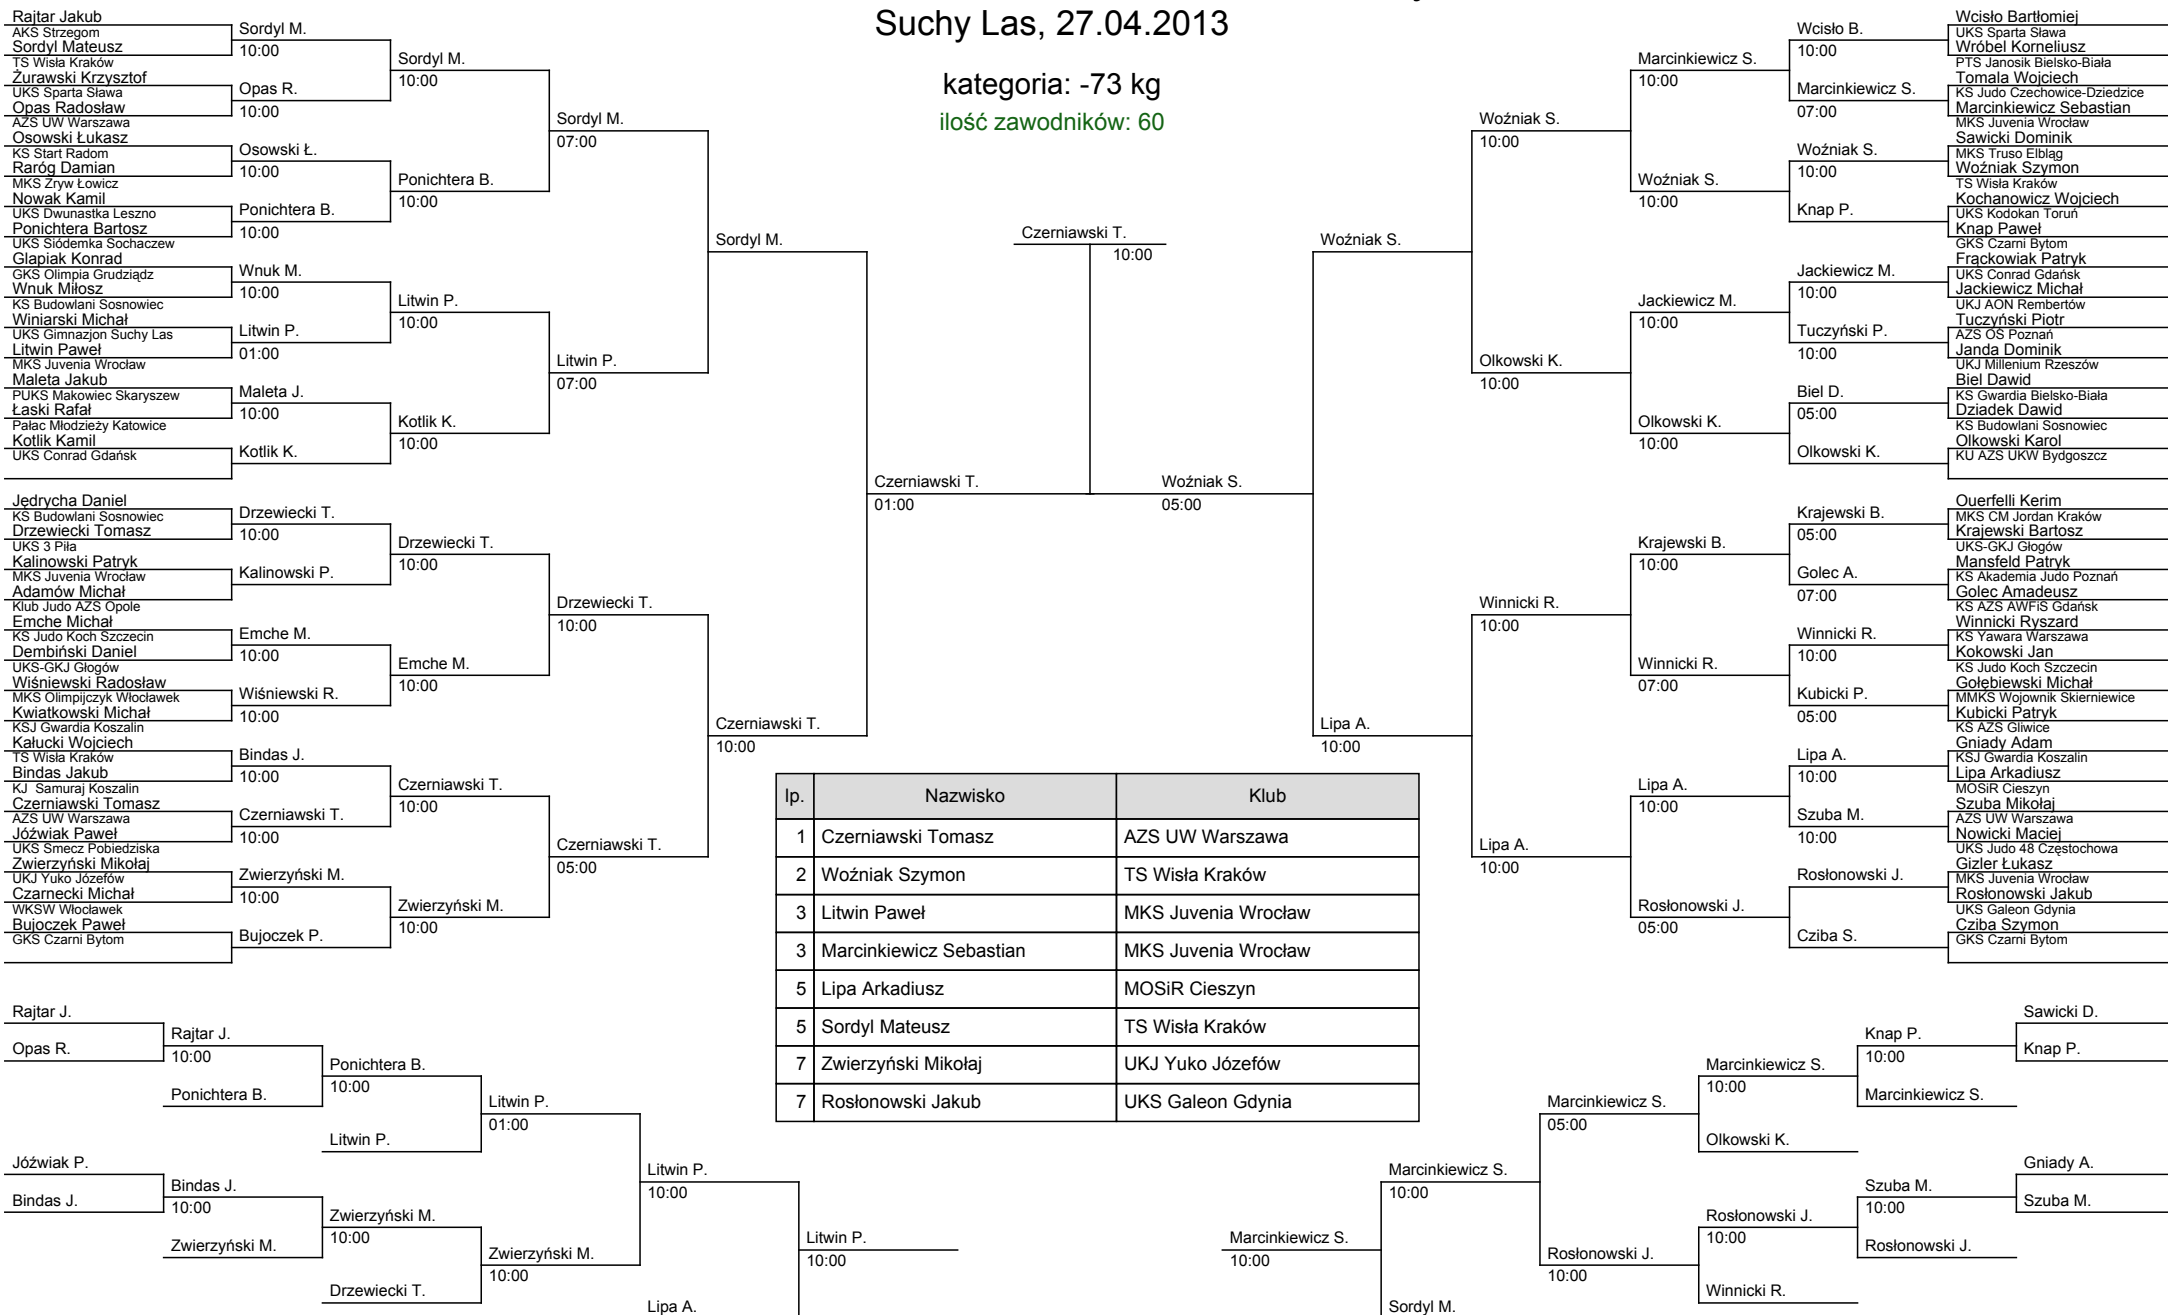 Suchy Las, 27.04.2013
kategoria: -73 kg
ilość zawodników: 60
Rajtar Jakub
AKS Strzegom
Sordyl Mateusz
TS Wisła Kraków
Żurawski Krzysztof
UKS Sparta Sława
Opas Radosław
AZS UW Warszawa
Osowski Łukasz
KS Start Radom
Raróg Damian
MKS Zryw Łowicz
Nowak Kamil
UKS Dwunastka Leszno
Ponichtera Bartosz
UKS Siódemka Sochaczew
Glapiak Konrad
GKS Olimpia Grudziądz
Wnuk Miłosz
KS Budowlani Sosnowiec
Winiarski Michał
UKS Gimnazjon Suchy Las
Litwin Paweł
MKS Juvenia Wrocław
Maleta Jakub
PUKS Makowiec Skaryszew
Łaski Rafał
Pałac Młodzieży Katowice
Kotlik Kamil
UKS Conrad Gdańsk
Jędrycha Daniel
KS Budowlani Sosnowiec
Drzewiecki Tomasz
UKS 3 Piła
Kalinowski Patryk
MKS Juvenia Wrocław
Adamów Michał
Klub Judo AZS Opole
Emche Michał
KS Judo Koch Szczecin
Dembiński Daniel
UKS-GKJ Głogów
Wiśniewski Radosław
MKS Olimpijczyk Włocławek
Kwiatkowski Michał
KSJ Gwardia Koszalin
Kałucki Wojciech
TS Wisła Kraków
Bindas Jakub
KJ Samuraj Koszalin
Czerniawski Tomasz
AZS UW Warszawa
Jóźwiak Paweł
UKS Smecz Pobiedziska
Zwierzyński Mikołaj
UKJ Yuko Józefów
Czarnecki Michał
WKSW Włocławek
Bujoczek Paweł
GKS Czarni Bytom
Sordyl M.
10:00
Opas R.
10:00
Osowski Ł.
10:00
Ponichtera B.
10:00
Wnuk M.
10:00
Litwin P.
01:00
Maleta J.
10:00
Kotlik K.
Drzewiecki T.
10:00
Kalinowski P.
Emche M.
10:00
Wiśniewski R.
10:00
Bindas J.
10:00
Czerniawski T.
10:00
Zwierzyński M.
10:00
Bujoczek P.
Sordyl M.
10:00
Ponichtera B.
10:00
Litwin P.
10:00
Kotlik K.
10:00
Drzewiecki T.
10:00
Emche M.
10:00
Czerniawski T.
10:00
Zwierzyński M.
10:00
Sordyl M.
07:00
Litwin P.
07:00
Drzewiecki T.
10:00
Czerniawski T.
05:00
Sordyl M.
Czerniawski T.
10:00
Czerniawski T.
01:00
Czerniawski T.
10:00
Woźniak S.
05:00
Woźniak S.
Lipa A.
10:00
Woźniak S.
10:00
Olkowski K.
10:00
Winnicki R.
10:00
Lipa A.
10:00
Marcinkiewicz S.
10:00
Woźniak S.
10:00
Jackiewicz M.
10:00
Olkowski K.
10:00
Krajewski B.
10:00
Winnicki R.
07:00
Lipa A.
10:00
Rosłonowski J.
05:00
Wcisło B.
10:00
Marcinkiewicz S.
07:00
Woźniak S.
10:00
Knap P.
Jackiewicz M.
10:00
Tuczyński P.
10:00
Biel D.
05:00
Olkowski K.
Krajewski B.
05:00
Golec A.
07:00
Winnicki R.
10:00
Kubicki P.
05:00
Lipa A.
10:00
Szuba M.
10:00
Rosłonowski J.
Cziba S.
Wcisło Bartłomiej
UKS Sparta Sława
Wróbel Korneliusz
PTS Janosik Bielsko-Biała
Tomala Wojciech
KS Judo Czechowice-Dziedzice
Marcinkiewicz Sebastian
MKS Juvenia Wrocław
Sawicki Dominik
MKS Truso Elbląg
Woźniak Szymon
TS Wisła Kraków
Kochanowicz Wojciech
UKS Kodokan Toruń
Knap Paweł
GKS Czarni Bytom
Frąckowiak Patryk
UKS Conrad Gdańsk
Jackiewicz Michał
UKJ AON Rembertów
Tuczyński Piotr
AZS OŚ Poznań
Janda Dominik
UKJ Millenium Rzeszów
Biel Dawid
KS Gwardia Bielsko-Biała
Dziadek Dawid
KS Budowlani Sosnowiec
Olkowski Karol
KU AZS UKW Bydgoszcz
Ouerfelli Kerim
MKS CM Jordan Kraków
Krajewski Bartosz
UKS-GKJ Głogów
Mansfeld Patryk
KS Akademia Judo Poznań
Golec Amadeusz
KS AZS AWFiS Gdańsk
Winnicki Ryszard
KS Yawara Warszawa
Kokowski Jan
KS Judo Koch Szczecin
Gołębiewski Michał
MMKS Wojownik Skierniewice
Kubicki Patryk
KS AZS Gliwice
Gniady Adam
KSJ Gwardia Koszalin
Lipa Arkadiusz
MOSiR Cieszyn
Szuba Mikołaj
AZS UW Warszawa
Nowicki Maciej
UKS Judo 48 Częstochowa
Gizler Łukasz
MKS Juvenia Wrocław
Rosłonowski Jakub
UKS Galeon Gdynia
Cziba Szymon
GKS Czarni Bytom
lp. Nazwisko Klub
1 Czerniawski Tomasz AZS UW Warszawa
2 Woźniak Szymon TS Wisła Kraków
3 Litwin Paweł MKS Juvenia Wrocław
3 Marcinkiewicz Sebastian MKS Juvenia Wrocław
5 Lipa Arkadiusz MOSiR Cieszyn
5 Sordyl Mateusz TS Wisła Kraków
7 Zwierzyński Mikołaj UKJ Yuko Józefów
7 Rosłonowski Jakub UKS Galeon Gdynia
Rajtar J.
Opas R.
Jóźwiak P.
Bindas J.
Rajtar J.
10:00
Ponichtera B.
Bindas J.
10:00
Zwierzyński M.
Ponichtera B.
10:00
Litwin P.
Zwierzyński M.
10:00
Drzewiecki T.
Litwin P.
01:00
Zwierzyński M.
10:00
Litwin P.
10:00
Lipa A.
Litwin P.
10:00
Marcinkiewicz S.
10:00
Marcinkiewicz S.
10:00
Sordyl M.
Marcinkiewicz S.
05:00
Rosłonowski J.
10:00
Marcinkiewicz S.
10:00
Olkowski K.
Rosłonowski J.
10:00
Winnicki R.
Knap P.
10:00
Marcinkiewicz S.
Szuba M.
10:00
Rosłonowski J.
Sawicki D.
Knap P.
Gniady A.
Szuba M.